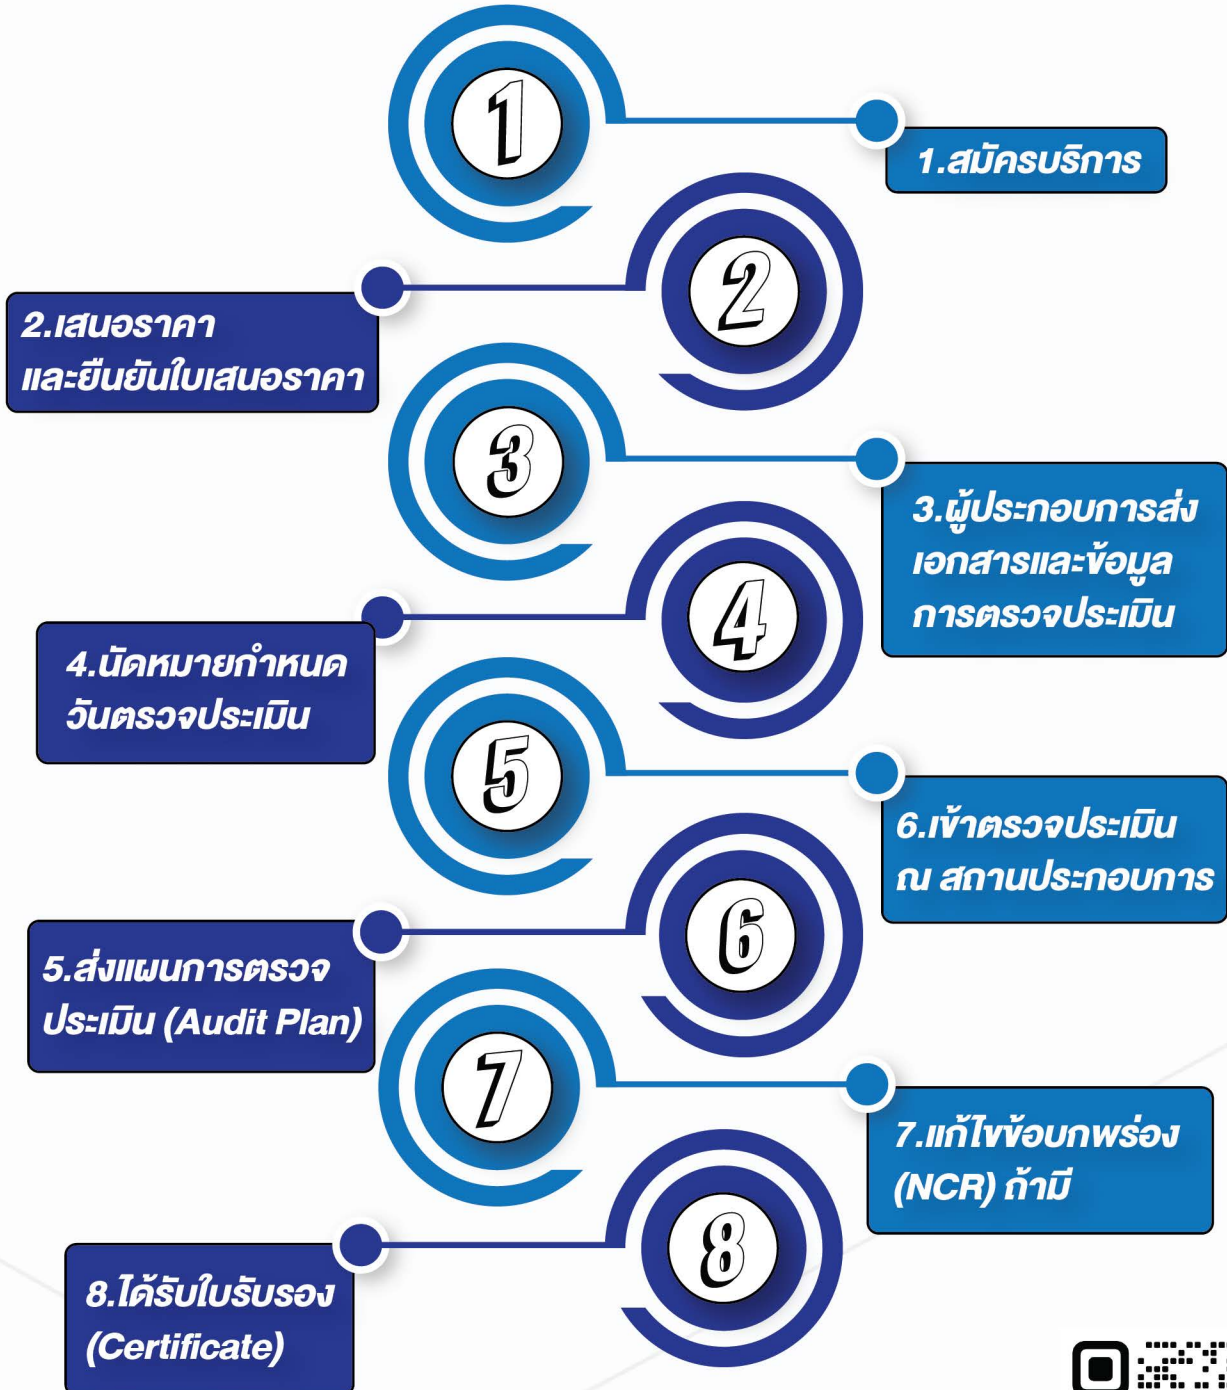 1
1.สมัครบริการ
2
2.เสนอราคา
และยืนยันใบเสนอราคา
3
3.ผู้ประกอบการส่ง
เอกสารและข้อมูล
การตรวจประเมิน
4
4.นัดหมายกำหนด
วันตรวจประเมิน
5
6.เข้าตรวจประเมิน
ณ สถานประกอบการ
6
5.ส่งแผนการตรวจ
ประเมิน (Audit Plan)
7
7.แก้ไขข้อบกพร่อง
(NCR) ถ้ามี
8
8.ได้รับใบรับรอง
(Certificate)